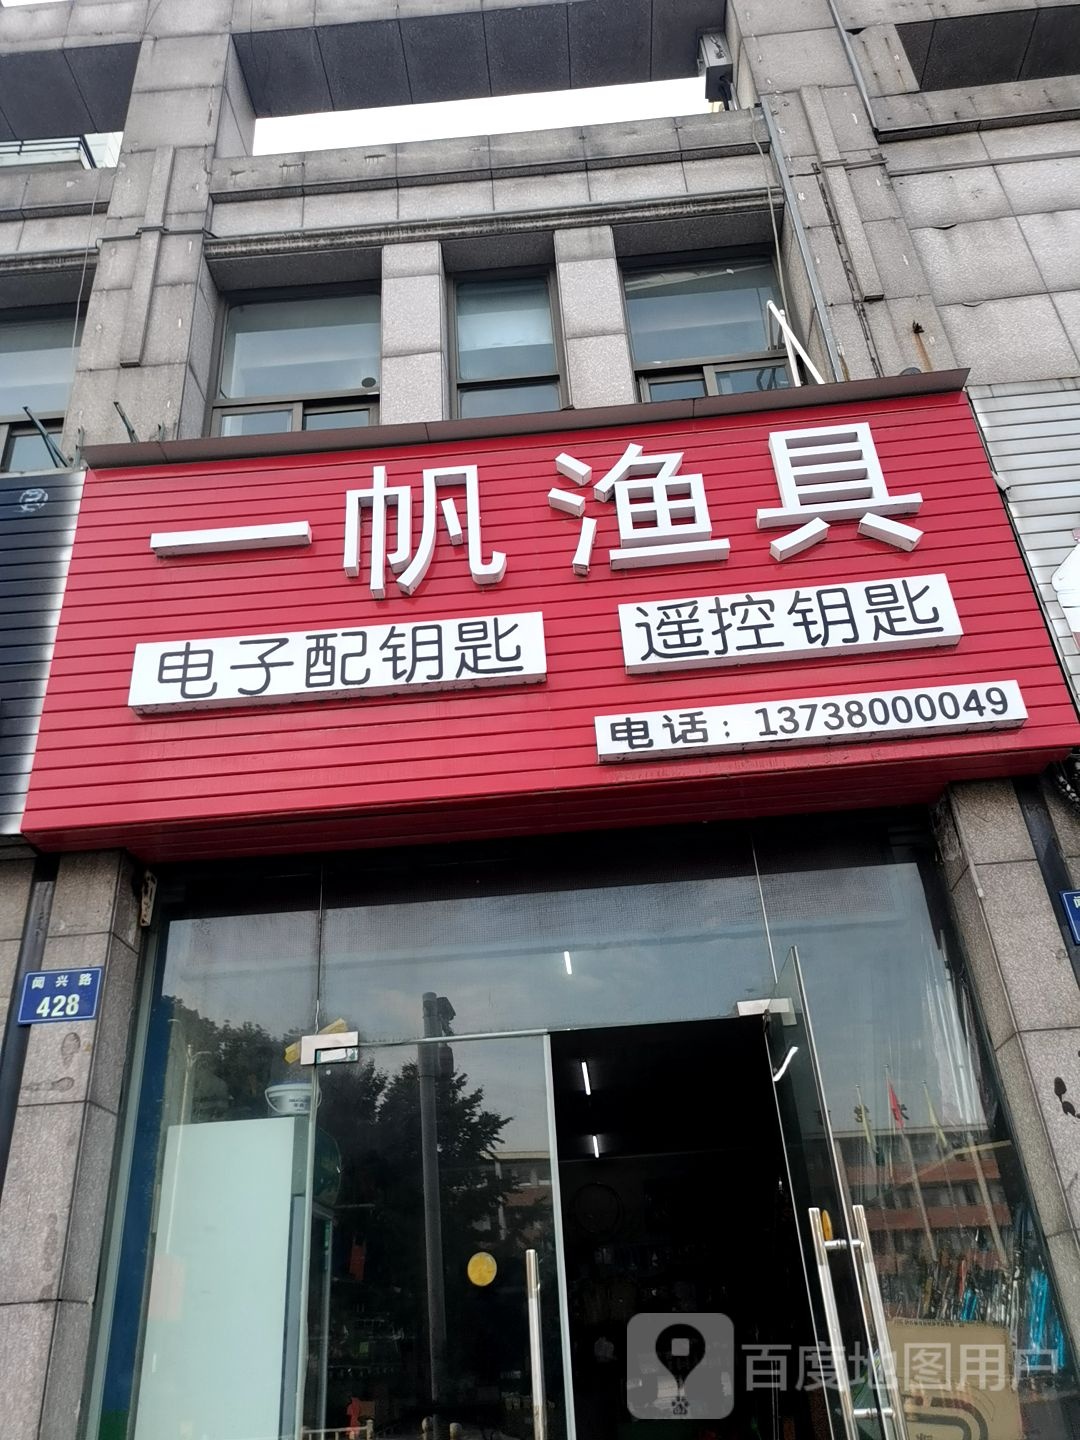 一帆渔具
电子配钥匙 遥控钥匙
电话：13738000049
闻兴路
428
百度地图用户